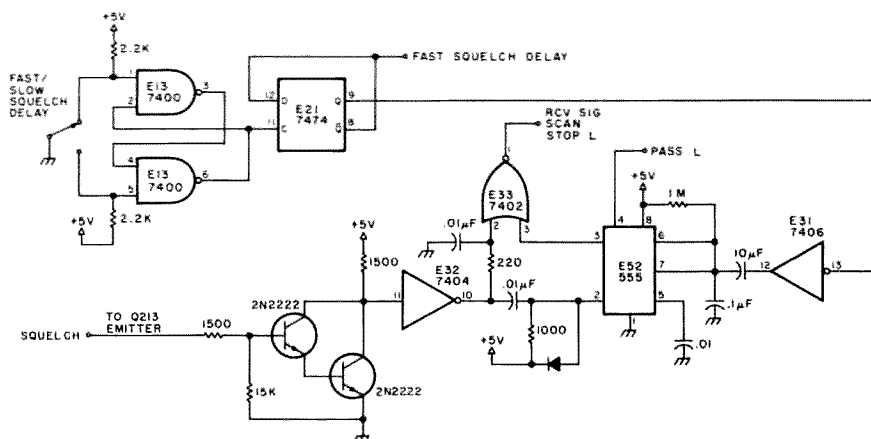 +5V
2.2K
FAST/
SLOW
SQUELCH
DELAY
1
2
3
E13
7400
4
5
6
E13
7400
+5V
2.2K
12
D
11
C
E21
7474
Q
9
Q
8
FAST SQUELCH DELAY
RCV SIG
SCAN
STOP L
1
E33
7402
2
3
.01µF
220
PASS L
+5V
1M
4
8
3
E52
555
6
7
2
5
1
10µF
12
E31
7406
13
.1µF
.01
+5V
1500
2N2222
11
E32
7404
10
.01µF
1000
+5V
SQUELCH
TO Q213
EMITTER
1500
15K
2N2222